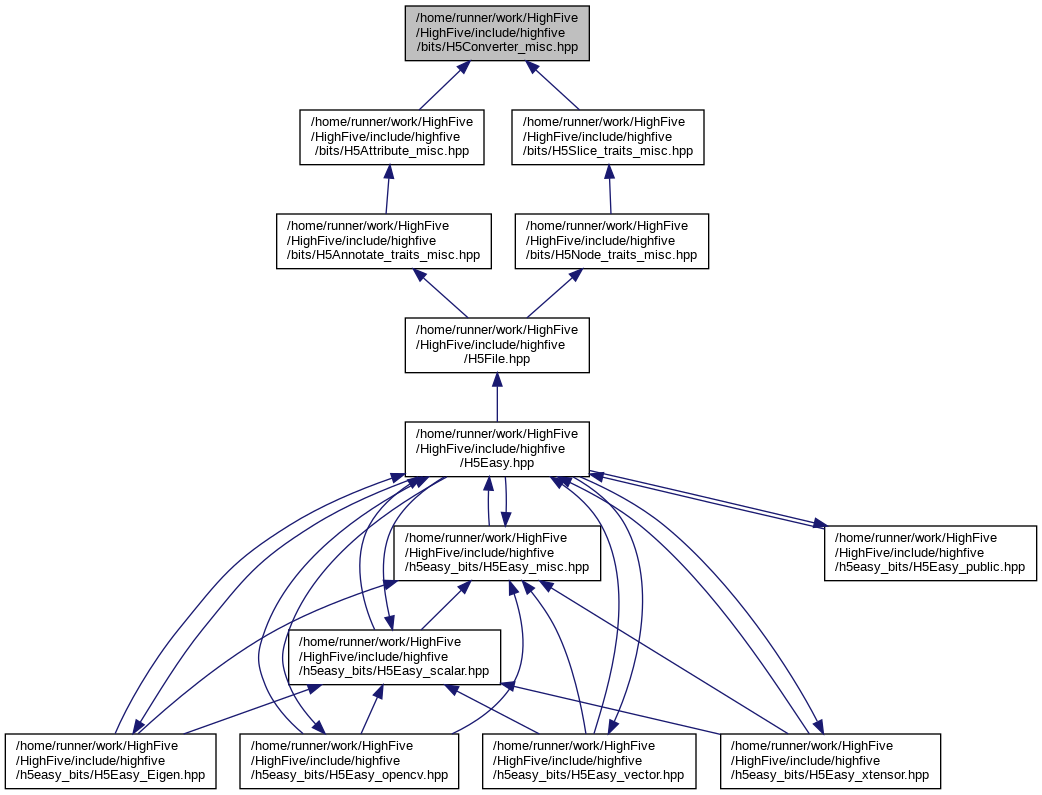 /home/runner/work/HighFive
/HighFive/include/highfive
/bits/H5Converter_misc.hpp
/home/runner/work/HighFive
/HighFive/include/highfive
/bits/H5Attribute_misc.hpp
/home/runner/work/HighFive
/HighFive/include/highfive
/bits/H5Slice_traits_misc.hpp
/home/runner/work/HighFive
/HighFive/include/highfive
/bits/H5Annotate_traits_misc.hpp
/home/runner/work/HighFive
/HighFive/include/highfive
/bits/H5Node_traits_misc.hpp
/home/runner/work/HighFive
/HighFive/include/highfive
/H5File.hpp
/home/runner/work/HighFive
/HighFive/include/highfive
/H5Easy.hpp
/home/runner/work/HighFive
/HighFive/include/highfive
/h5easy_bits/H5Easy_misc.hpp
/home/runner/work/HighFive
/HighFive/include/highfive
/h5easy_bits/H5Easy_public.hpp
/home/runner/work/HighFive
/HighFive/include/highfive
/h5easy_bits/H5Easy_scalar.hpp
/home/runner/work/HighFive
/HighFive/include/highfive
/h5easy_bits/H5Easy_Eigen.hpp
/home/runner/work/HighFive
/HighFive/include/highfive
/h5easy_bits/H5Easy_opencv.hpp
/home/runner/work/HighFive
/HighFive/include/highfive
/h5easy_bits/H5Easy_vector.hpp
/home/runner/work/HighFive
/HighFive/include/highfive
/h5easy_bits/H5Easy_xtensor.hpp